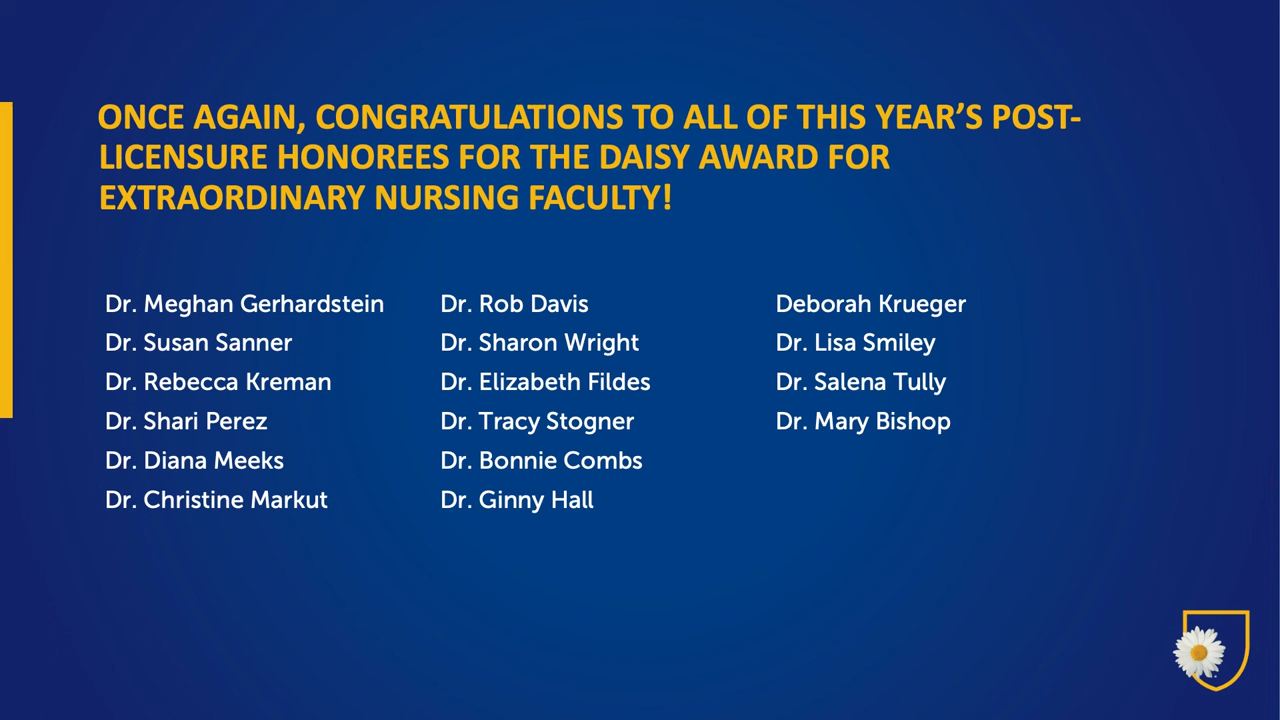 ONCE AGAIN, CONGRATULATIONS TO ALL OF THIS YEAR’S POST-
LICENSURE HONOREES FOR THE DAISY AWARD FOR
EXTRAORDINARY NURSING FACULTY!
Dr. Meghan Gerhardstein
Dr. Susan Sanner
Dr. Rebecca Kreman
Dr. Shari Perez
Dr. Diana Meeks
Dr. Christine Markut
Dr. Rob Davis
Dr. Sharon Wright
Dr. Elizabeth Fildes
Dr. Tracy Stogner
Dr. Bonnie Combs
Dr. Ginny Hall
Deborah Krueger
Dr. Lisa Smiley
Dr. Salena Tully
Dr. Mary Bishop